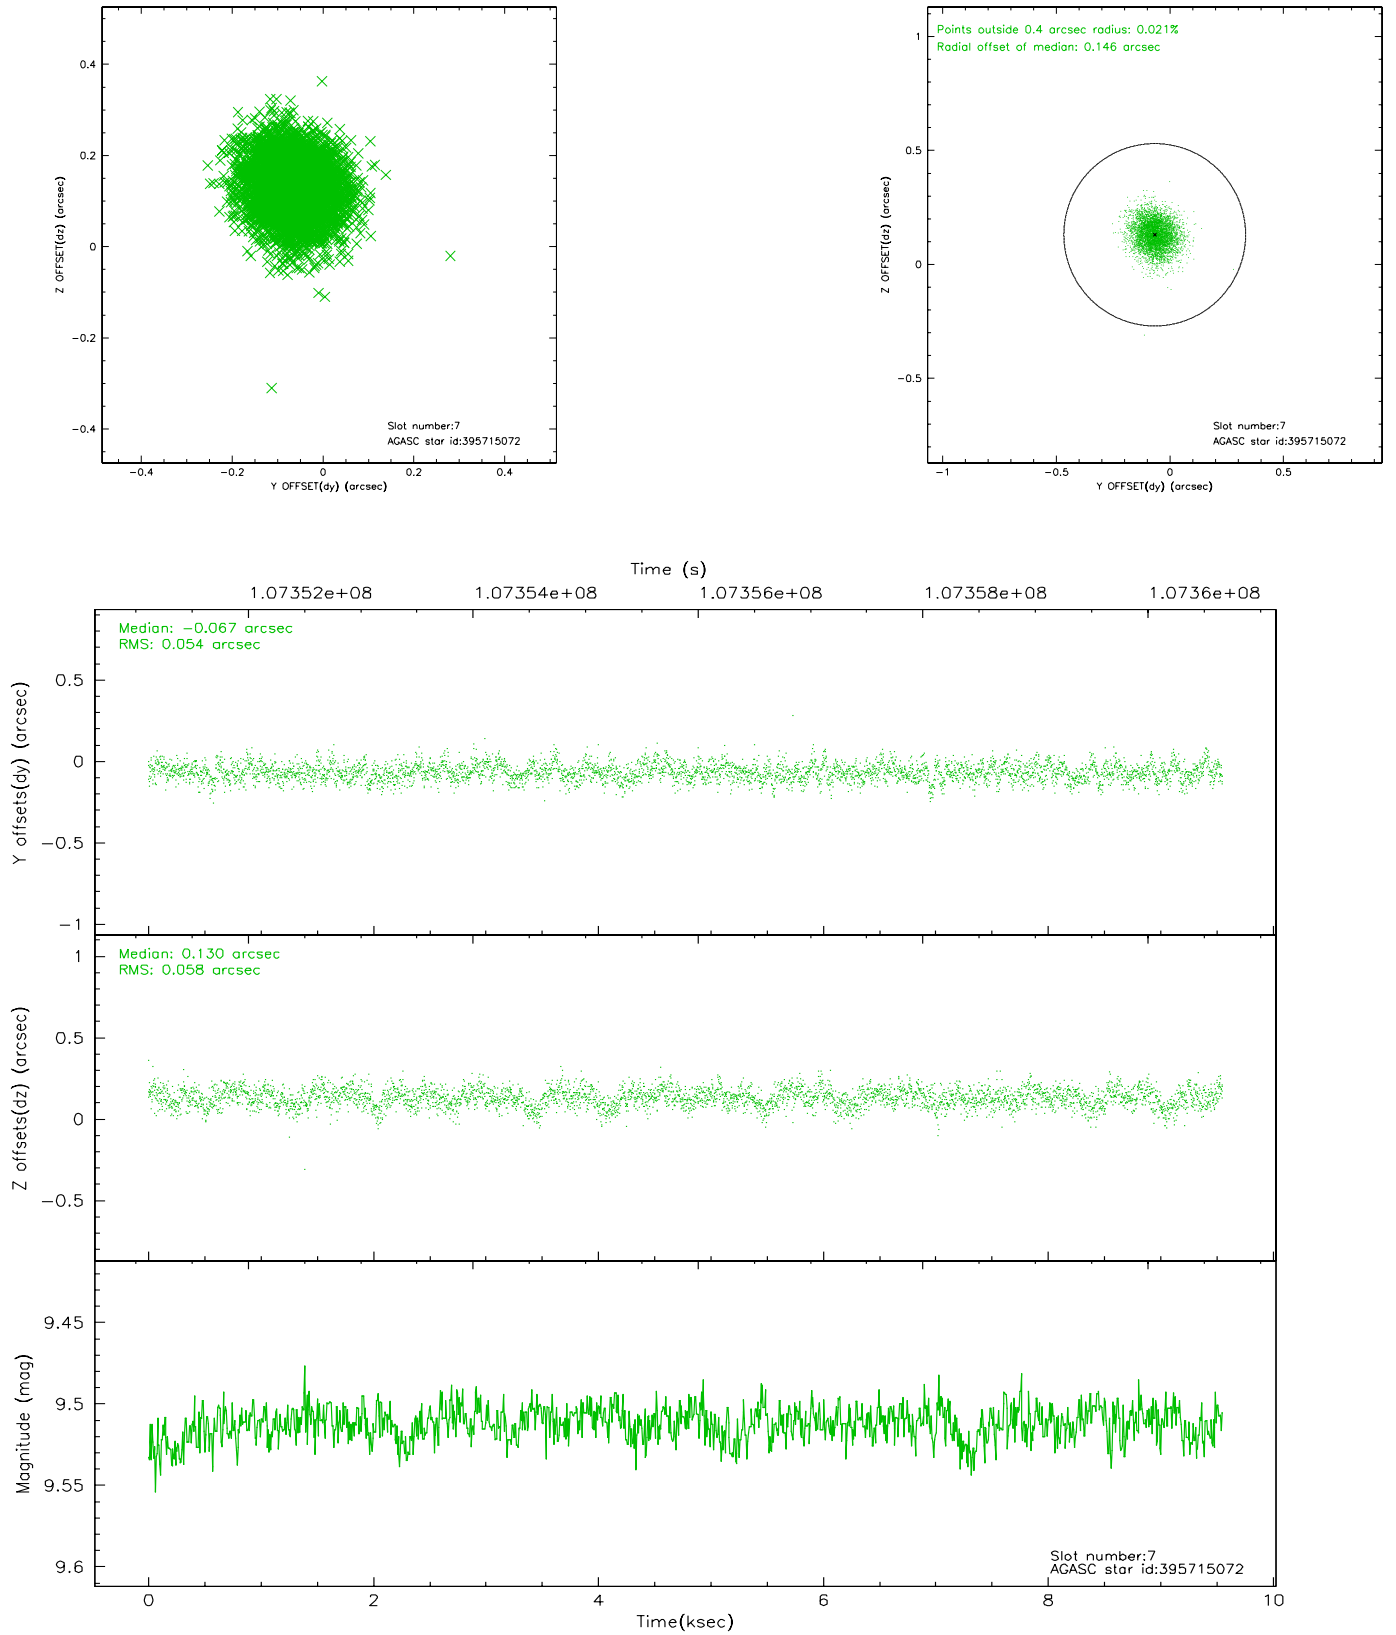 0.4
0.2
0
−0.2
−0.4
Z OFFSET(dz) (arcsec)
Slot number:7
AGASC star id:395715072
−0.4
−0.2
0
0.2
0.4
Y OFFSET(dy) (arcsec)
Points outside 0.4 arcsec radius: 0.021%
Radial offset of median: 0.146 arcsec
1
0.5
0
−0.5
Z OFFSET(dz) (arcsec)
Slot number:7
AGASC star id:395715072
−1
−0.5
0
0.5
Y OFFSET(dy) (arcsec)
Time (s)
1.07352e+08
1.07354e+08
1.07356e+08
1.07358e+08
1.0736e+08
Median: −0.067 arcsec
RMS: 0.054 arcsec
0.5
0
−0.5
−1
Y offsets(dy) (arcsec)
Median: 0.130 arcsec
RMS: 0.058 arcsec
1
0.5
0
−0.5
Z offsets(dz) (arcsec)
9.45
9.5
9.55
9.6
Magnitude (mag)
Slot number:7
AGASC star id:395715072
0
2
4
6
8
10
Time(ksec)